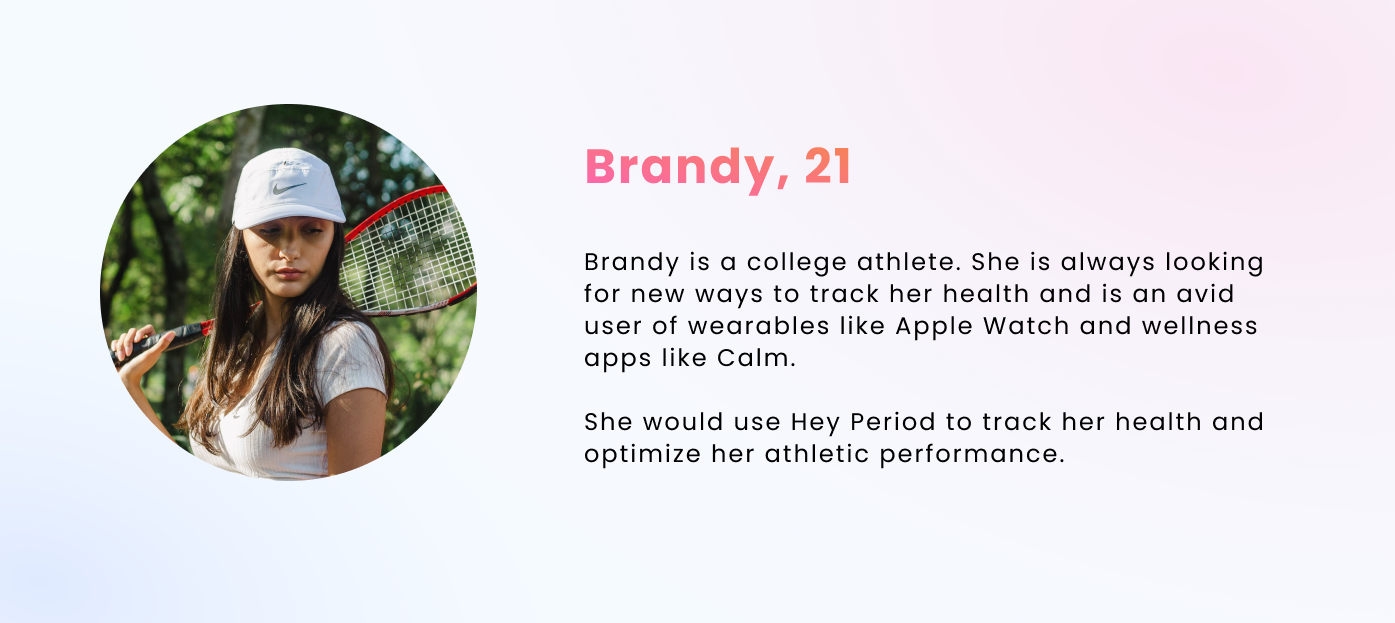 Brandy, 21
Brandy is a college athlete. She is always looking
for new ways to track her health and is an avid
user of wearables like Apple Watch and wellness
apps like Calm.
She would use Hey Period to track her health and
optimize her athletic performance.